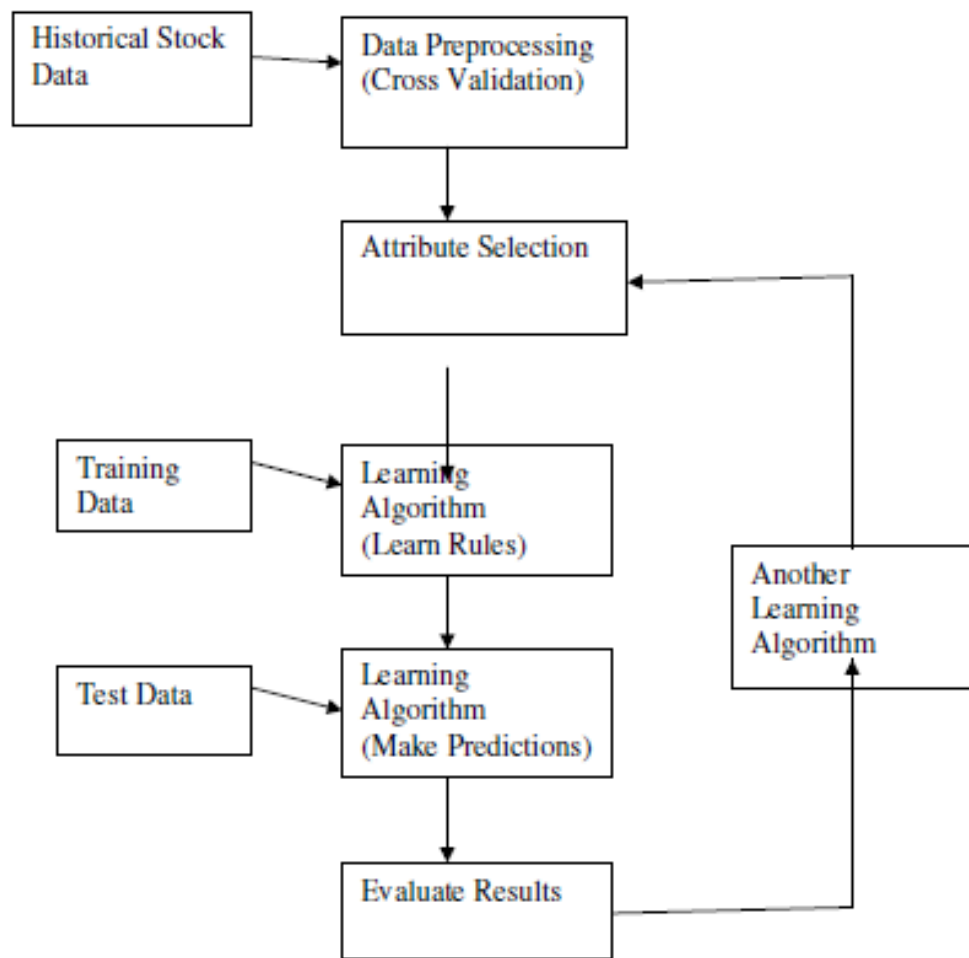 Historical Stock
Data
Data Preprocessing
(Cross Validation)
Attribute Selection
Training
Data
Learning
Algorithm
(Learn Rules)
Another
Learning
Algorithm
Test Data
Learning
Algorithm
(Make Predictions)
Evaluate Results